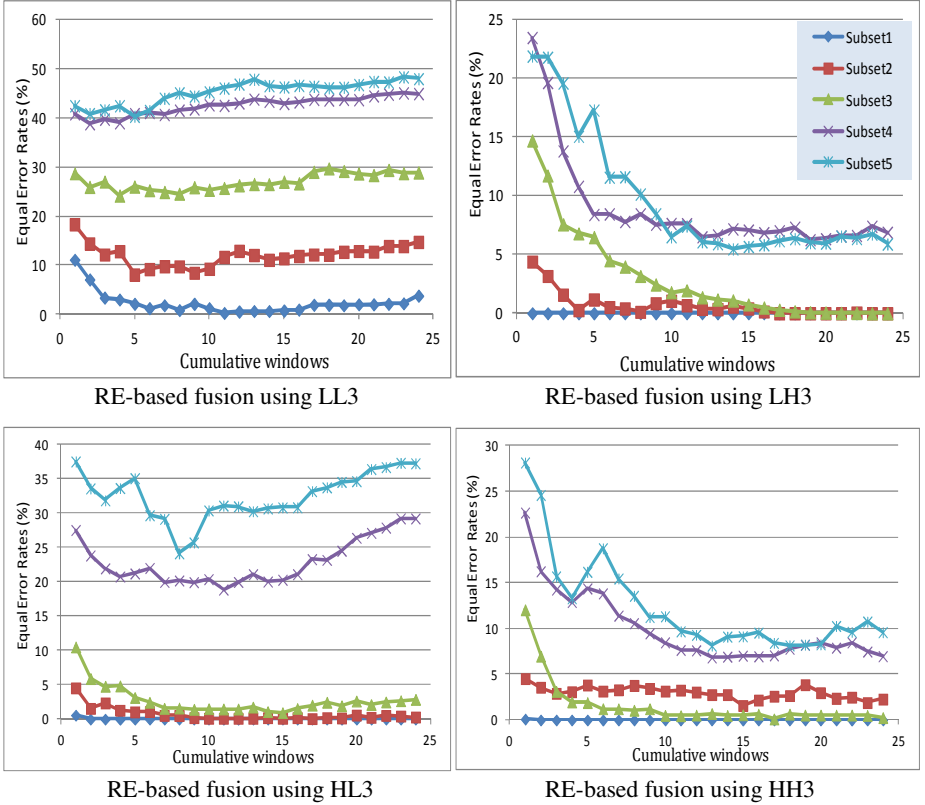 60
50
40
30
20
10
0
Equal Error Rates (%)
0 5 10 15 20 25
Cumulative windows
RE-based fusion using LL3
25
20
15
10
5
0
Equal Error Rates (%)
0 5 10 15 20 25
Cumulative windows
Subset1
Subset2
Subset3
Subset4
Subset5
RE-based fusion using LH3
40
35
30
25
20
15
10
5
0
Equal Error Rates (%)
0 5 10 15 20 25
Cumulative windows
RE-based fusion using HL3
30
25
20
15
10
5
0
Equal Error Rates (%)
0 5 10 15 20 25
Cumulative windows
RE-based fusion using HH3